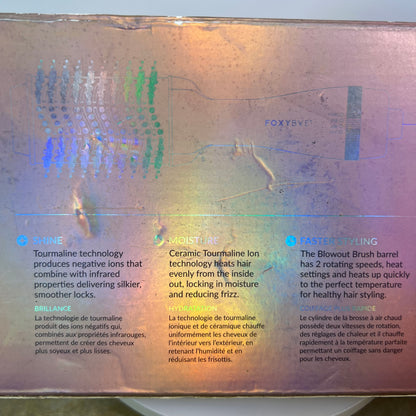 FOXYBAE
SHINE
Tourmaline technology
produces negative ions that
combine with infrared
properties delivering silkier,
smoother locks.
BRILLANCE
La technologie de tourmaline
produit des ions négatifs qui,
combinés aux propriétés infrarouges,
permettent de créer des cheveux
plus soyeux et plus lisses.
MOISTURE
Ceramic Tourmaline Ion
technology heats hair
evenly from the inside
out, locking in moisture
and reducing frizz.
HYDRATATION
La technologie de tourmaline
ionique et de céramique chauffe
uniformément les cheveux de
l'intérieur vers l'extérieur, en
retenant l'humidité et en
réduisant les frisottis.
FASTER STYLING
The Blowout Brush barrel
has 2 rotating speeds, heat
settings and heats up quickly
to the perfect temperature
for healthy hair styling.
Le cylindre de la brosse à air chaud
possède deux vitesses de rotation,
des réglages de chaleur et il chauffe
rapidement à la température parfaite
permettant un coiffage sans danger
pour les cheveux.